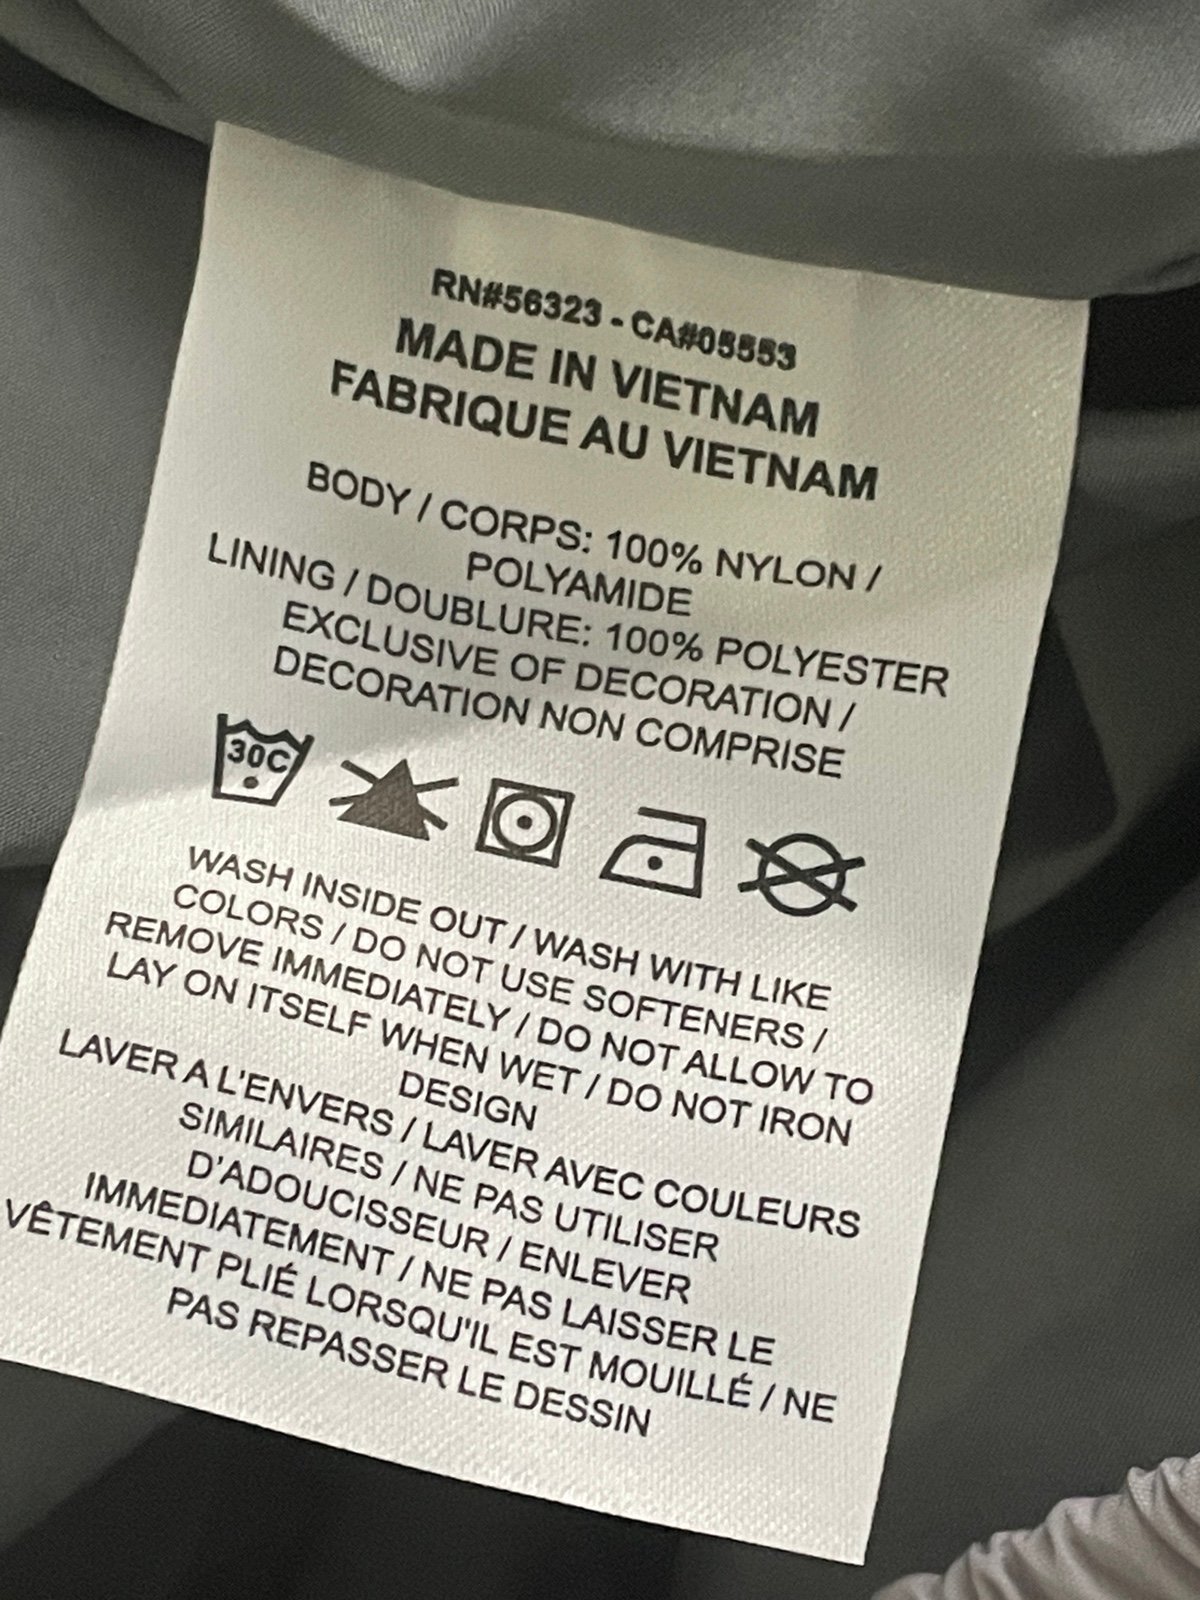 RN#56323 - CA#05553
MADE IN VIETNAM
FABRIQUE AU VIETNAM
BODY / CORPS: 100% NYLON /
POLYAMIDE
LINING / DOUBLURE: 100% POLYESTER
EXCLUSIVE OF DECORATION /
DECORATION NON COMPRISE
30C
WASH INSIDE OUT / WASH WITH LIKE
COLORS / DO NOT USE SOFTENERS /
REMOVE IMMEDIATELY / DO NOT ALLOW TO
LAY ON ITSELF WHEN WET / DO NOT IRON
DESIGN
LAVER A L'ENVERS / LAVER AVEC COULEURS
SIMILAIRES / NE PAS UTILISER
D'ADOUCISSEUR / ENLEVER
IMMEDIATEMENT / NE PAS LAISSER LE
VÊTEMENT PLIÉ LORSQU'IL EST MOUILLÉ / NE
PAS REPASSER LE DESSIN